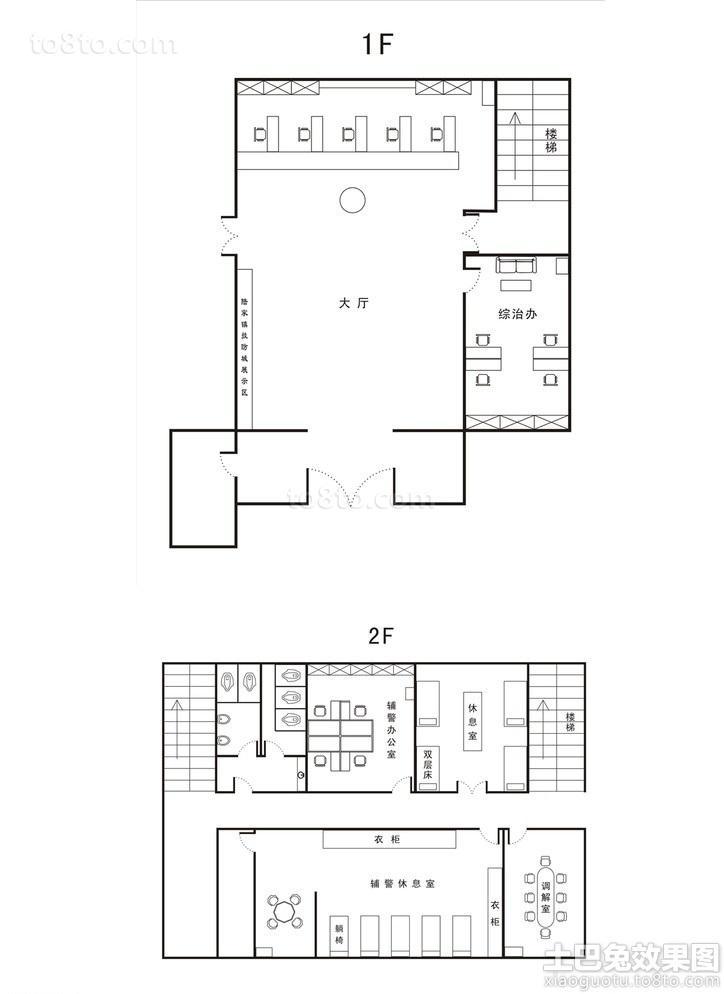 to8to.com
1F
楼梯
大厅
综治办
陆家镇技防城展示区
to8to.com
2F
辅警办公室
休息室
双层床
楼梯
衣柜
辅警休息室
躺椅
衣柜
调解室
土巴兔效果图
xiaoguotu.to8to.com